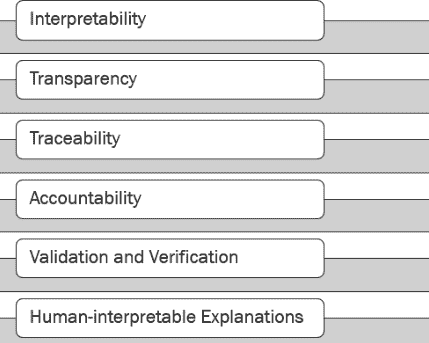 Interpretability
Transparency
Traceability
Accountability
Validation and Verification
Human-interpretable Explanations